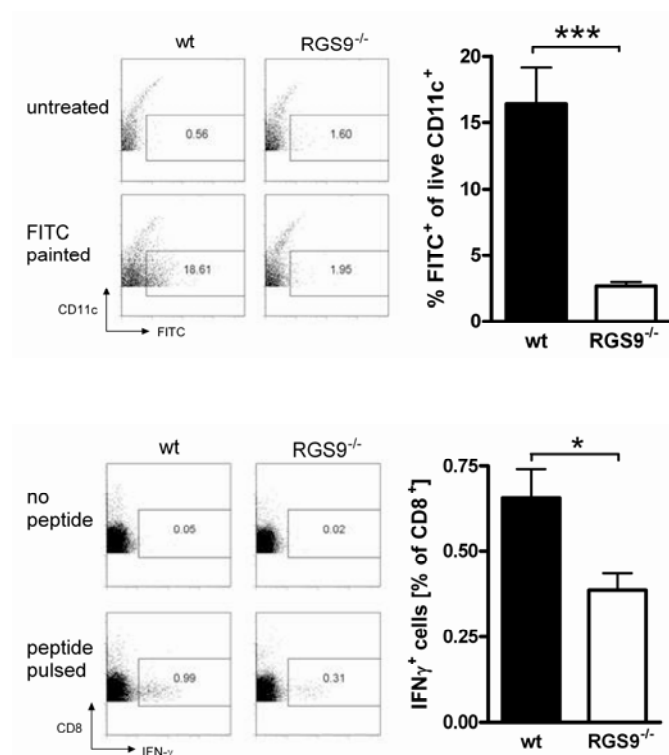 wt RGS9-/-
untreated
0.56 1.60
FITC
painted
18.61 1.95
CD11c
FITC
***
% FITC+ of live CD11c+
20
15
10
5
0
wt RGS9-/-
wt RGS9-/-
no
peptide
0.05 0.02
peptide
pulsed
0.99 0.31
CD8
IFN-γ
*
IFNγ+ cells [% of CD8+]
0.75
0.50
0.25
0.00
wt RGS9-/-